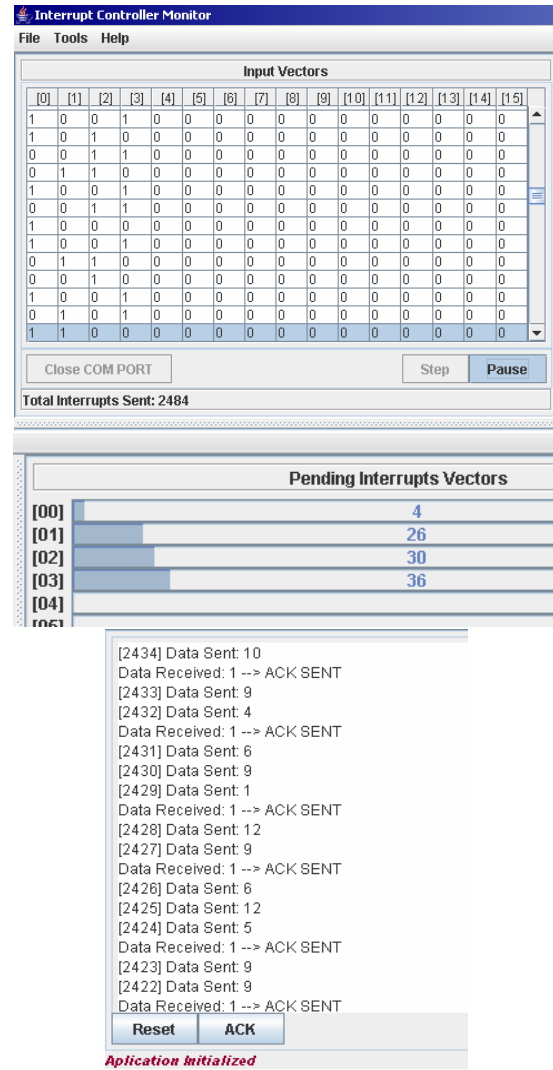 Interrupt Controller Monitor
File Tools Help
Input Vectors
[0] [1] [2] [3] [4] [5] [6] [7] [8] [9] [10] [11] [12] [13] [14] [15]
1 0 0 1 0 0 0 0 0 0 0 0 0 0 0 0
1 0 1 0 0 0 0 0 0 0 0 0 0 0 0 0
0 0 1 1 0 0 0 0 0 0 0 0 0 0 0 0
0 1 1 0 0 0 0 0 0 0 0 0 0 0 0 0
1 0 0 1 0 0 0 0 0 0 0 0 0 0 0 0
0 0 1 1 0 0 0 0 0 0 0 0 0 0 0 0
1 0 0 0 0 0 0 0 0 0 0 0 0 0 0 0
1 0 0 1 0 0 0 0 0 0 0 0 0 0 0 0
0 1 1 0 0 0 0 0 0 0 0 0 0 0 0 0
0 0 1 0 0 0 0 0 0 0 0 0 0 0 0 0
1 0 0 1 0 0 0 0 0 0 0 0 0 0 0 0
0 1 0 1 0 0 0 0 0 0 0 0 0 0 0 0
1 1 0 0 0 0 0 0 0 0 0 0 0 0 0 0
Close COM PORT Step Pause
Total Interrupts Sent: 2484
Pending Interrupts Vectors
[00] 4
[01] 26
[02] 30
[03] 36
[04]
[2434] Data Sent: 10
Data Received: 1 --> ACK SENT
[2433] Data Sent: 9
[2432] Data Sent: 4
Data Received: 1 --> ACK SENT
[2431] Data Sent: 6
[2430] Data Sent: 9
[2429] Data Sent: 1
Data Received: 1 --> ACK SENT
[2428] Data Sent: 12
[2427] Data Sent: 9
Data Received: 1 --> ACK SENT
[2426] Data Sent: 6
[2425] Data Sent: 12
[2424] Data Sent: 5
Data Received: 1 --> ACK SENT
[2423] Data Sent: 9
[2422] Data Sent: 9
Data Received: 1 --> ACK SENT
Reset ACK
Aplication Initialized